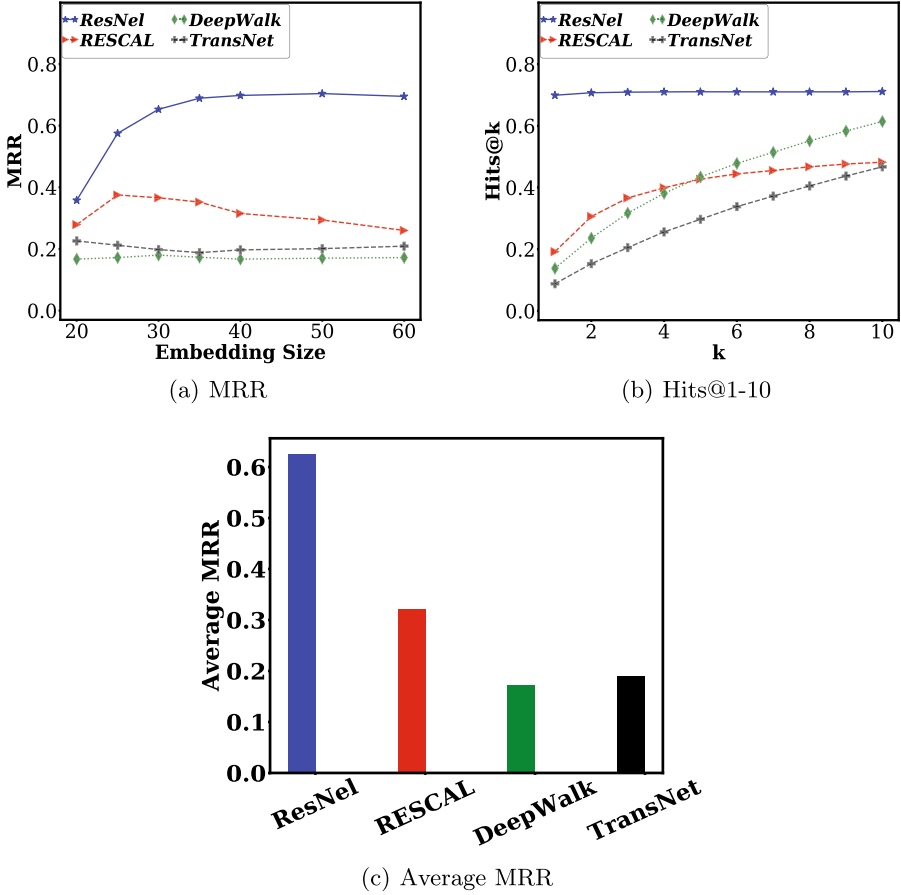 ResNel DeepWalk
RESCAL TransNet
0.8
0.6
0.4
0.2
0.0
MRR
20 30 40 50 60
Embedding Size
(a) MRR
ResNel DeepWalk
RESCAL TransNet
0.8
0.6
0.4
0.2
0.0
Hits@k
2 4 6 8 10
k
(b) Hits@1-10
0.6
0.5
0.4
0.3
0.2
0.1
0.0
Average MRR
ResNel RESCAL DeepWalk TransNet
(c) Average MRR